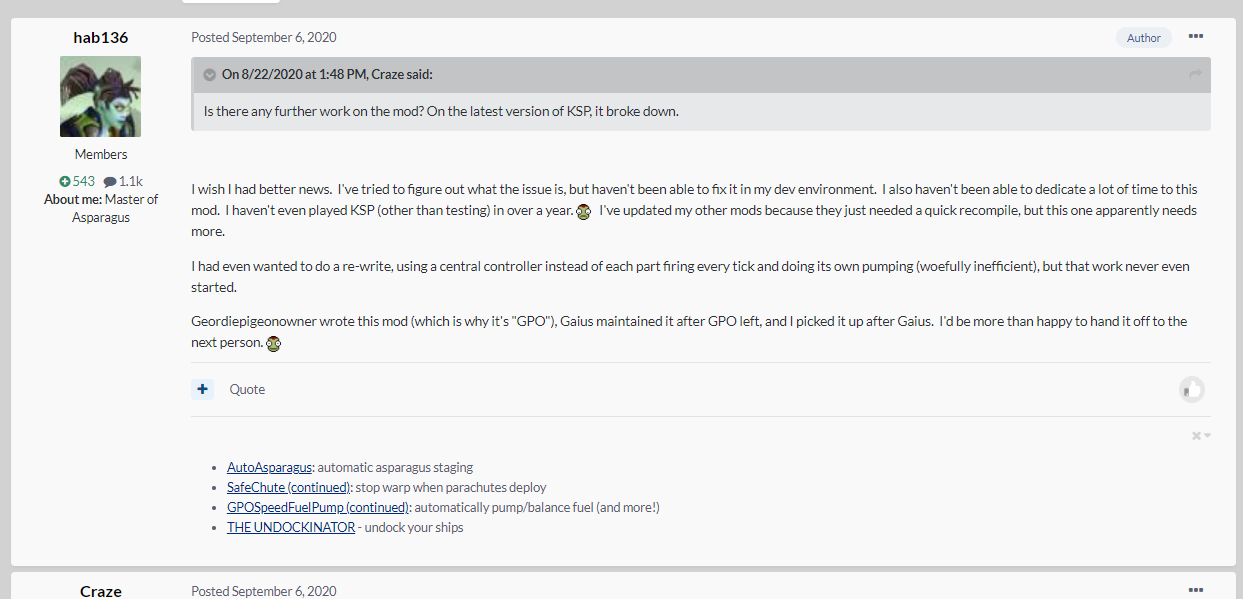 hab136
Posted September 6, 2020
Author
On 8/22/2020 at 1:48 PM, Craze said:
Is there any further work on the mod? On the latest version of KSP, it broke down.
Members
543 1.1k
About me: Master of
Asparagus
I wish I had better news. I've tried to figure out what the issue is, but haven't been able to fix it in my dev environment. I also haven't been able to dedicate a lot of time to this
mod. I haven't even played KSP (other than testing) in over a year. I've updated my other mods because they just needed a quick recompile, but this one apparently needs
more.
I had even wanted to do a re-write, using a central controller instead of each part firing every tick and doing its own pumping (woefully inefficient), but that work never even
started.
Geordiepigeonowner wrote this mod (which is why it's "GPO"), Gaius maintained it after GPO left, and I picked it up after Gaius. I'd be more than happy to hand it off to the
next person.
Quote
AutoAsparagus: automatic asparagus staging
SafeChute (continued): stop warp when parachutes deploy
GPOSpeedFuelPump (continued): automatically pump/balance fuel (and more!)
THE UNDOCKINATOR - undock your ships
Craze
Posted September 6, 2020